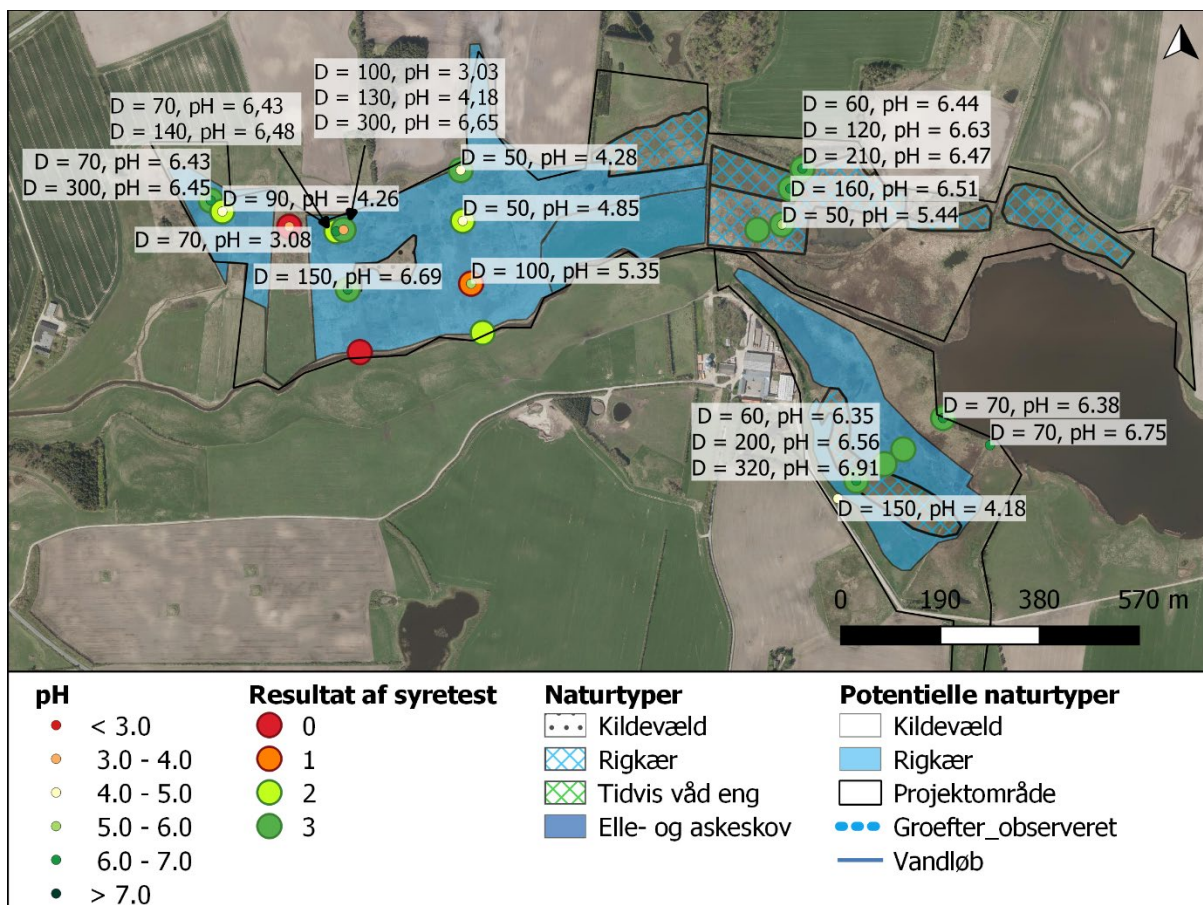 D = 100, pH = 3,03
D = 130, pH = 4,18
D = 300, pH = 6,65
D = 70, pH = 6,43
D = 140, pH = 6,48
D = 70, pH = 6.43
D = 300, pH = 6.45
D = 90, pH = 4.26
D = 70, pH = 3.08
D = 150, pH = 6.69
D = 50, pH = 4.28
D = 50, pH = 4.85
D = 100, pH = 5.35
D = 60, pH = 6.44
D = 120, pH = 6.63
D = 210, pH = 6.47
D = 160, pH = 6.51
D = 50, pH = 5.44
D = 70, pH = 6.38
D = 70, pH = 6.75
D = 60, pH = 6.35
D = 200, pH = 6.56
D = 320, pH = 6.91
D = 150, pH = 4.18
0 190 380 570 m
pH
< 3.0
3.0 - 4.0
4.0 - 5.0
5.0 - 6.0
6.0 - 7.0
> 7.0
Resultat af syretest
0
1
2
3
Naturtyper
Kildevæld
Rigkær
Tidvis våd eng
Elle- og askeskov
Potentielle naturtyper
Kildevæld
Rigkær
Projektområde
Groefter_observeret
Vandløb